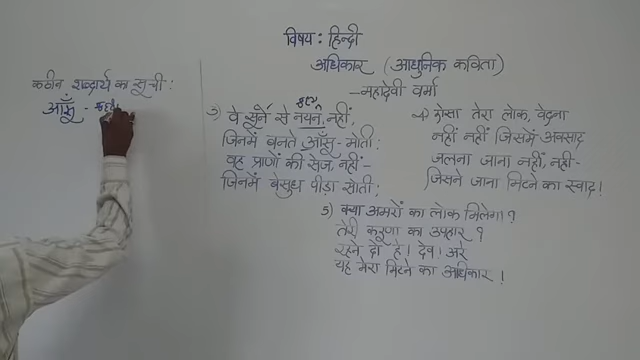 विषय : हिन्दी
अधिकार (आधुनिक कविता)
-महादेवी वर्मा
कठीन शब्दार्थ का सूची :
आँसू -
3) वे सूने से नयन, नहीं,
जिनमें बनते आँसू-मोती;
वह प्राणों की सेज, नहीं-
जिनमें बेसुध पीड़ा सोती;
4) ऐसा तेरा लोक, वेदना
नहीं नहीं जिसमें अवसाद
जलना जाना नहीं, नहीं-
जिसने जाना मिटने का स्वाद!
5) क्या अमरों का लोक मिलेगा?
तेरी करूणा का उपहार ?
रहने दो हे! देव! अरे
यह मेरा मिटने का अधिकार !